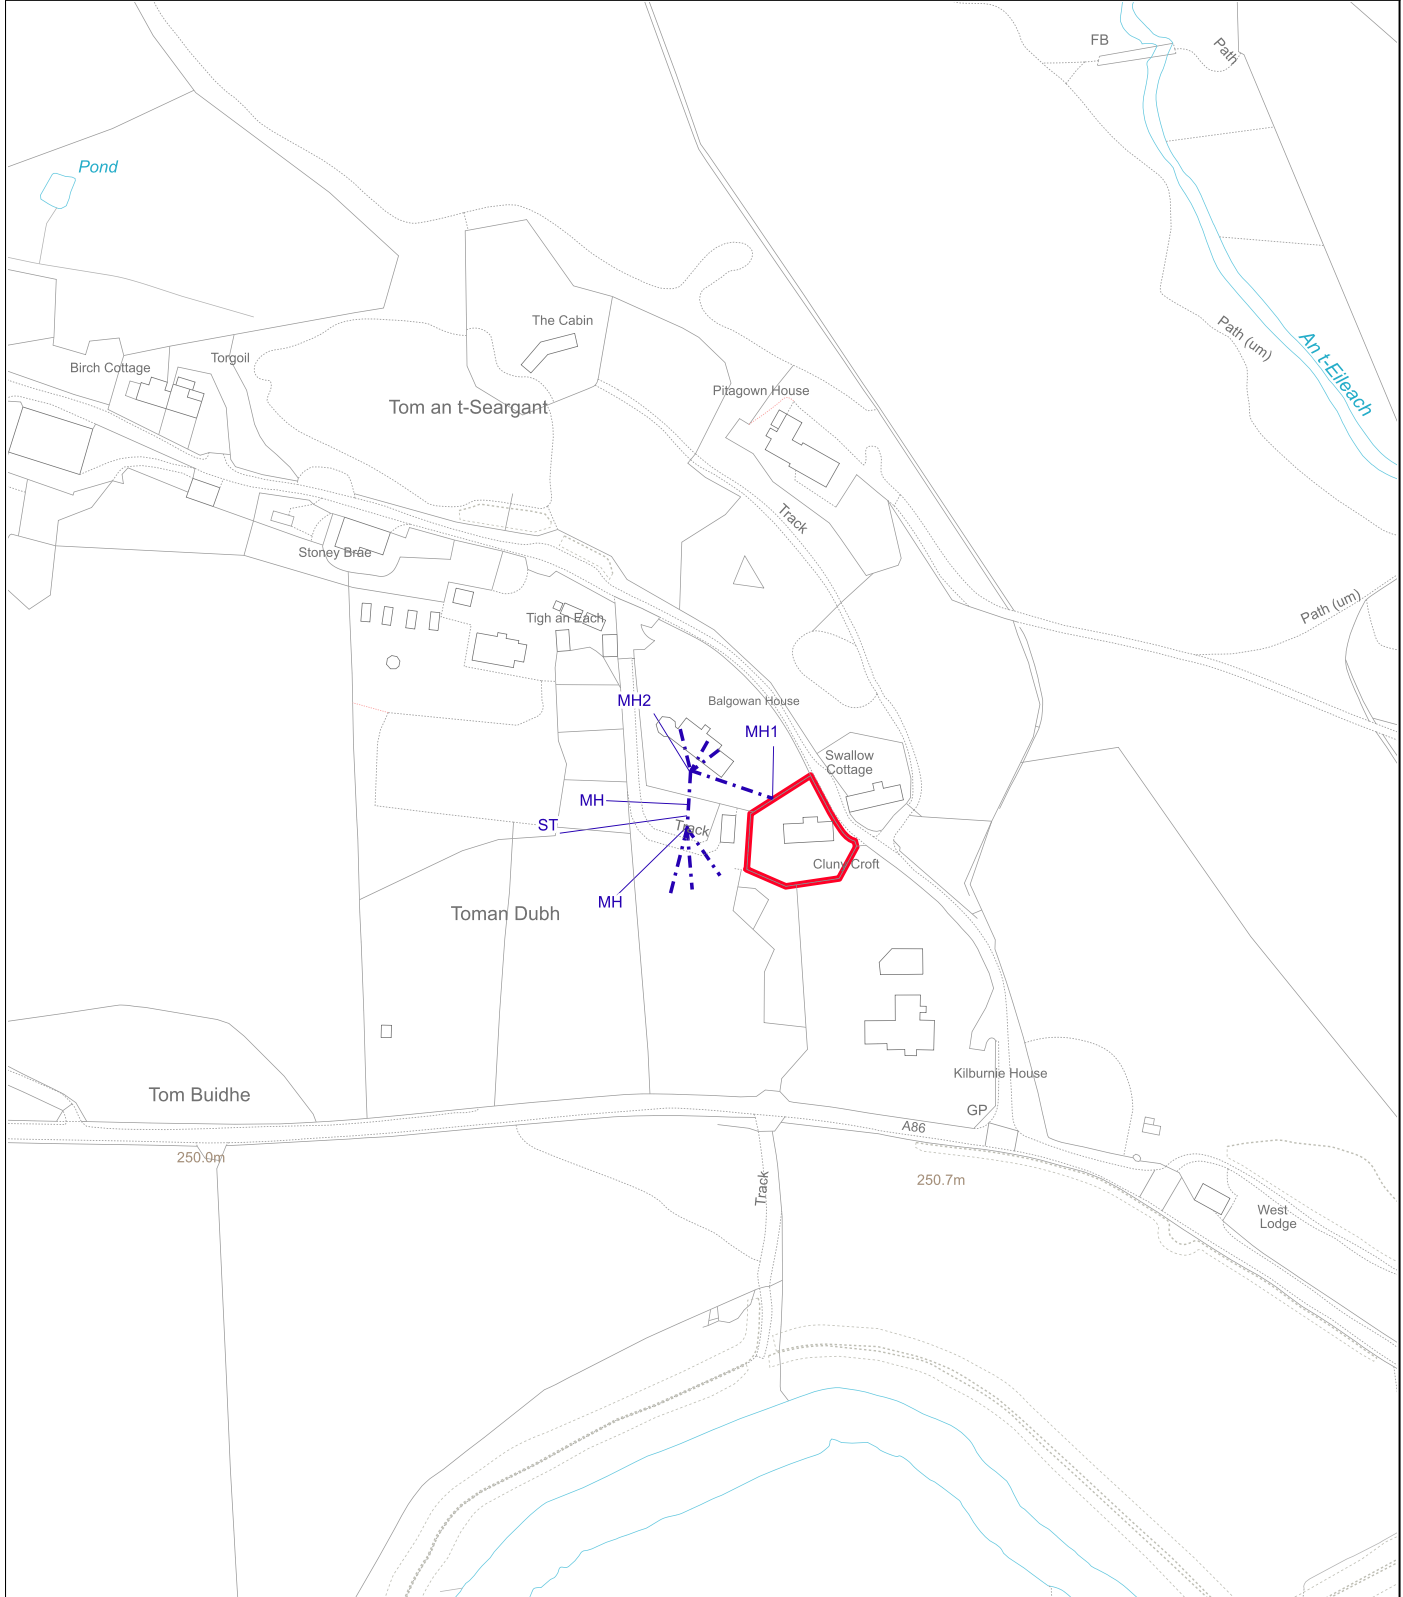 FB
Path
Pond
The Cabin
Path (um)
An t-Eileach
Torgoil
Birch Cottage
Pitagown House
Tom an t-Seargant
Track
Stoney Brae
Path (um)
Tigh an Each
MH2
Balgowan House
MH1
Swallow
Cottage
MH
ST
Track
Cluny Croft
MH
Toman Dubh
Kilburnie House
Tom Buidhe
GP
A86
250.0m
250.7m
Track
West
Lodge